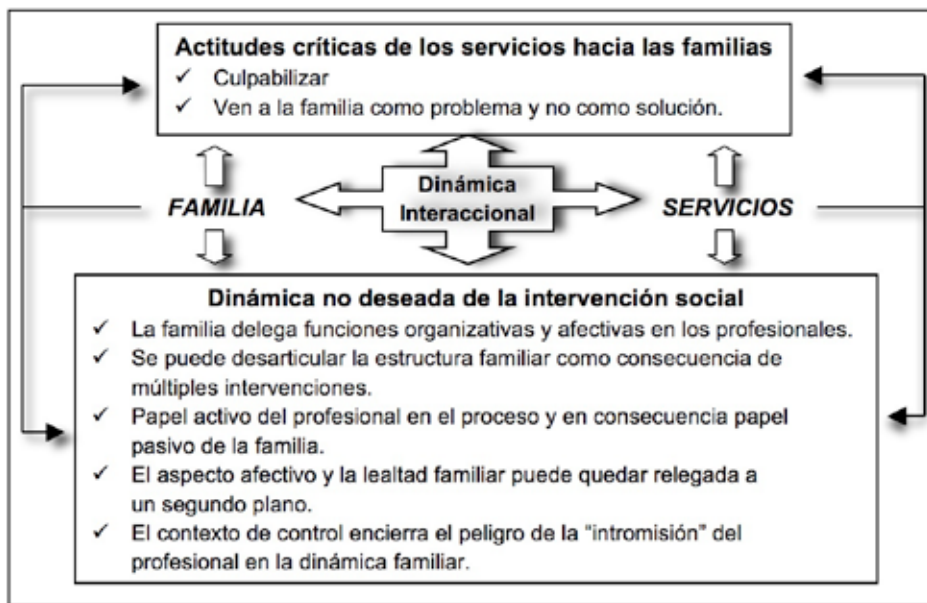 Actitudes críticas de los servicios hacia las familias
✓ Culpabilizar
✓ Ven a la familia como problema y no como solución.
Dinámica
Interaccional
FAMILIA
SERVICIOS
Dinámica no deseada de la intervención social
✓ La familia delega funciones organizativas y afectivas en los profesionales.
✓ Se puede desarticular la estructura familiar como consecuencia de
múltiples intervenciones.
✓ Papel activo del profesional en el proceso y en consecuencia papel
pasivo de la familia.
✓ El aspecto afectivo y la lealtad familiar puede quedar relegada a
un segundo plano.
✓ El contexto de control encierra el peligro de la “intromisión” del
profesional en la dinámica familiar.